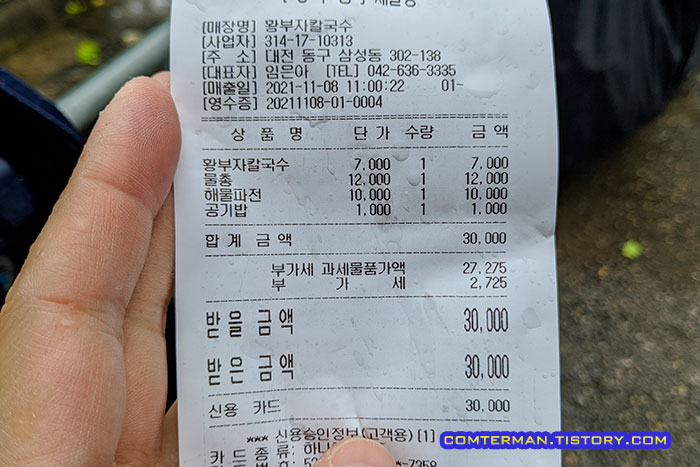 [매장명] 황부자칼국수
[사업자] 314-17-10313
[주 소] 대전 동구 삼성동 302-138
[대표자] 임은아 [TEL] 042-636-3335
[매출일] 2021-11-08 11:00:22 01-
[영수증] 20211108-01-0004
상 품 명 단 가 수량 금 액
황부자칼국수 7,000 1 7,000
물총 12,000 1 12,000
해물파전 10,000 1 10,000
공기밥 1,000 1 1,000
합 계 금 액 30,000
부가세 과세물품가액 27,275
부 가 세 2,725
받을 금액 30,000
받은 금액 30,000
신용 카드 30,000
*** 신용승인정보(고객용) [1]
카드 종류: 하나
COMTERMAN.TISTORY.COM